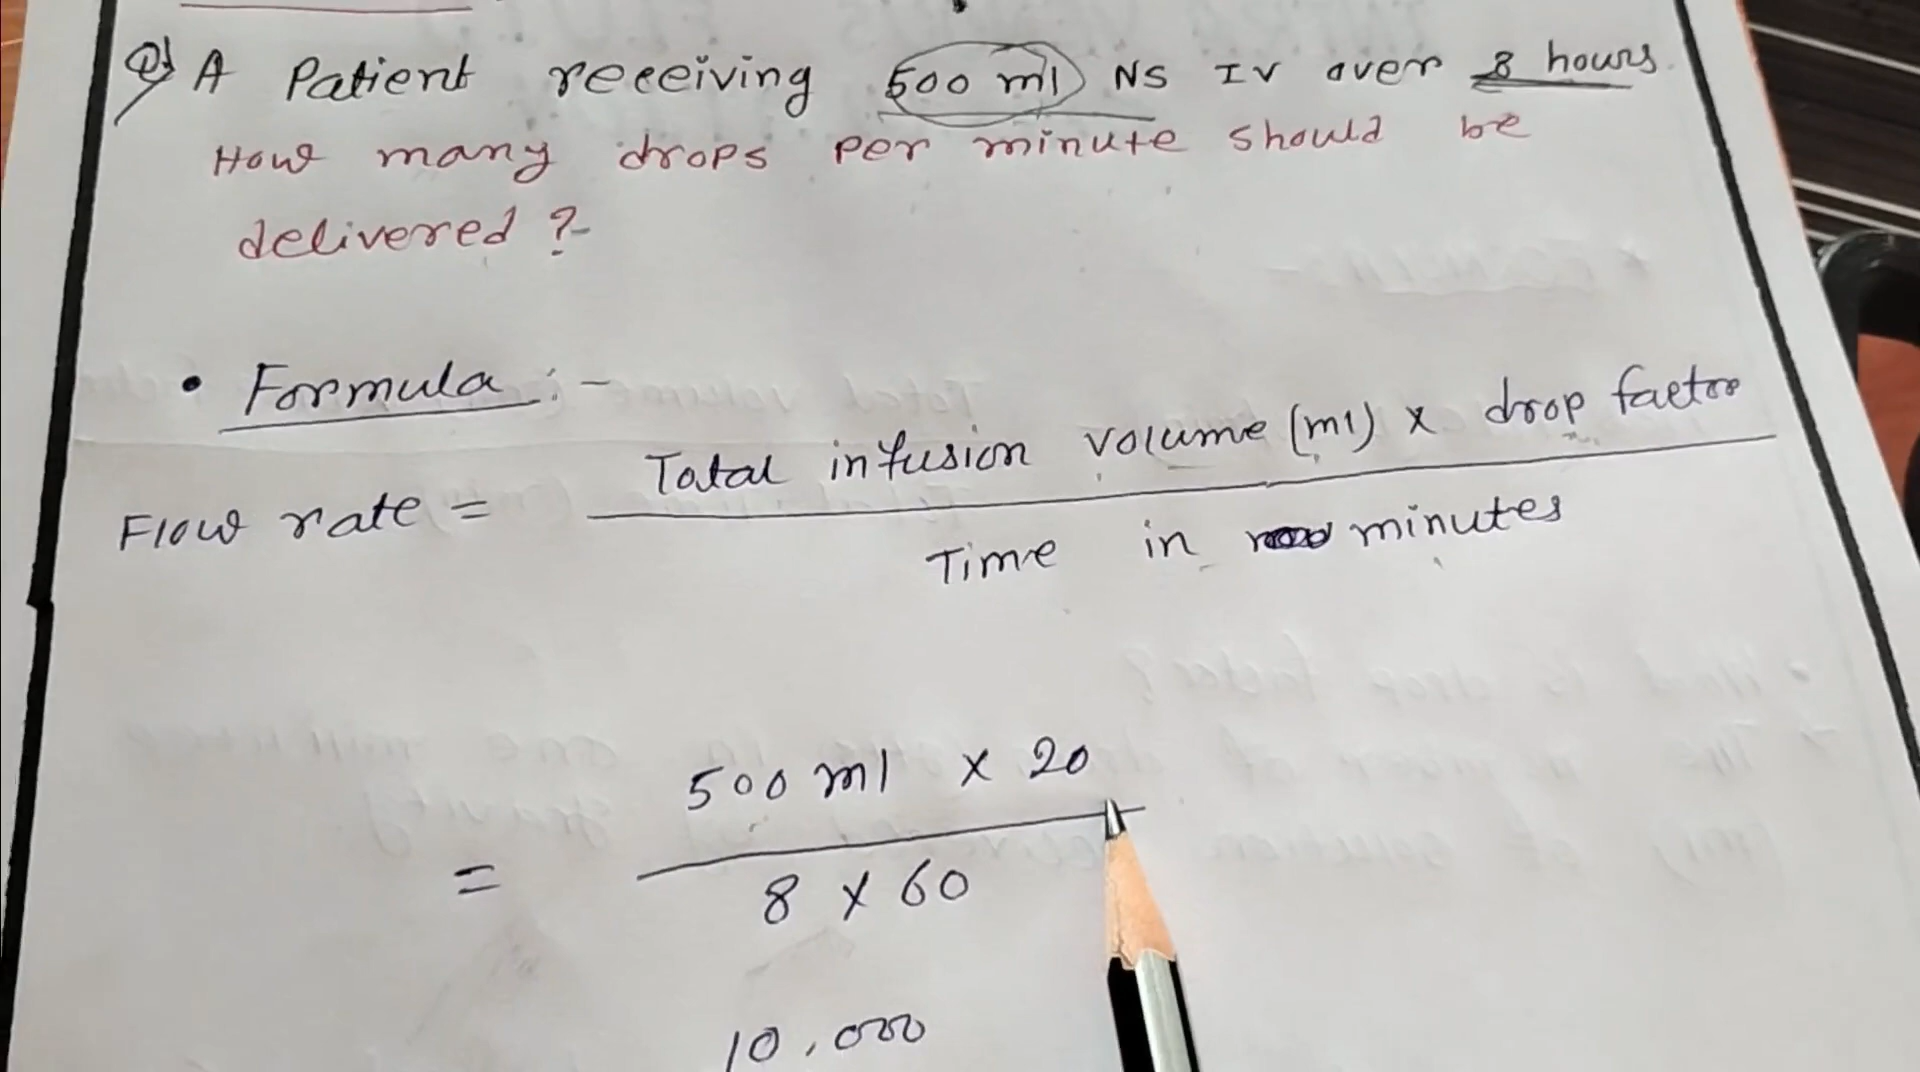 Q) A Patient receiving 500 ml NS IV over 8 hours.
How many drops per minute should be
delivered ?
• Formula :-
Flow rate = Total infusion volume (ml) x drop factor
Time in minutes
= 500 ml x 20
8 x 60
10,000